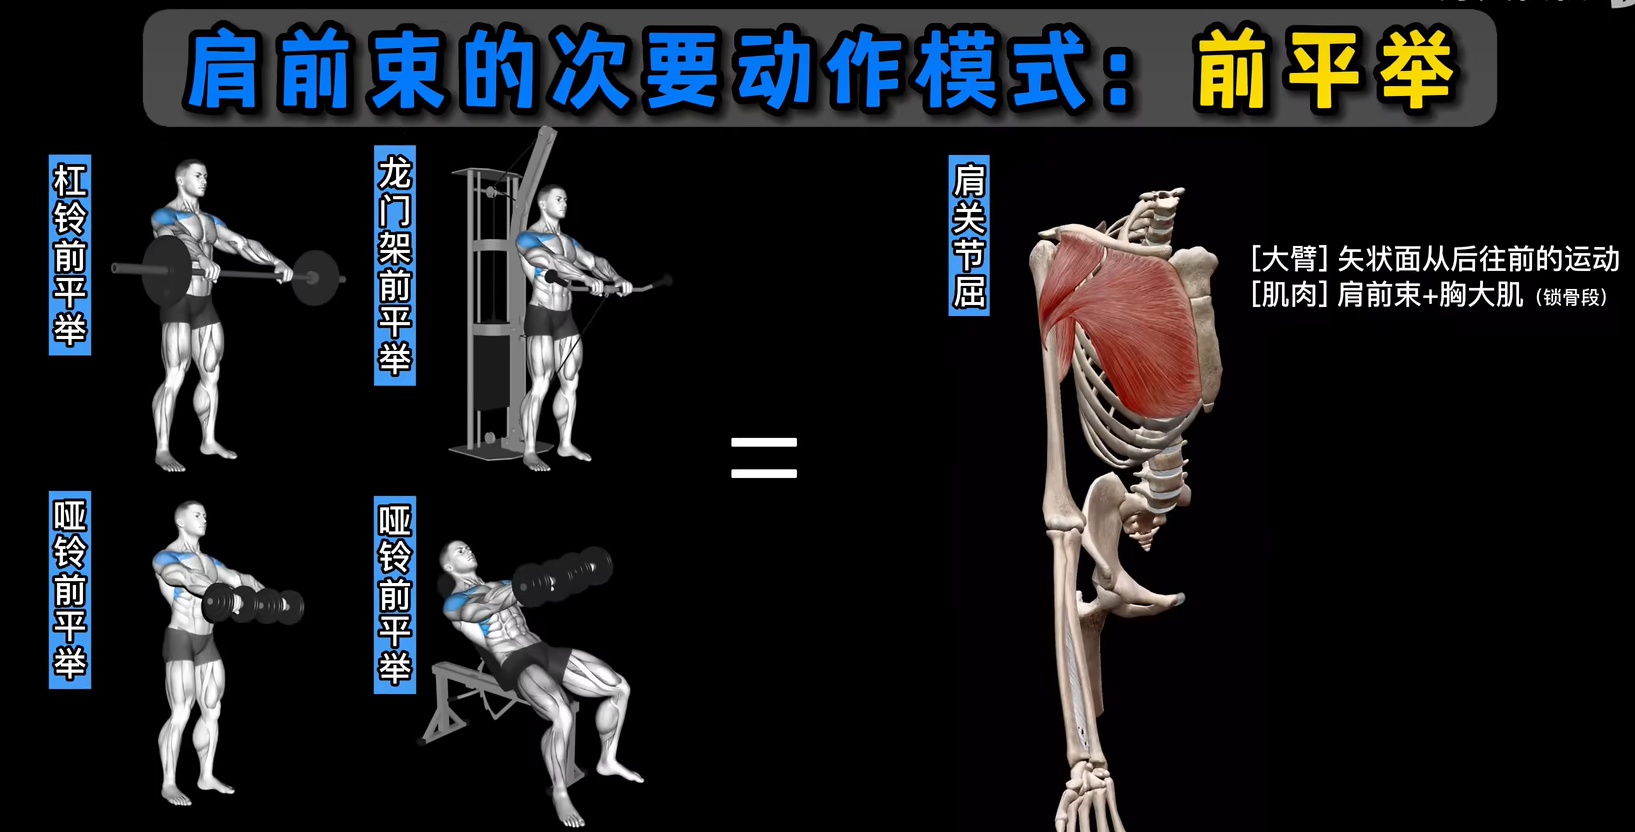 肩前束的次要动作模式：前平举
杠铃前平举
龙门架前平举
哑铃前平举
哑铃前平举
肩关节屈
[大臂] 矢状面从后往前的运动
[肌肉] 肩前束+胸大肌（锁骨段）